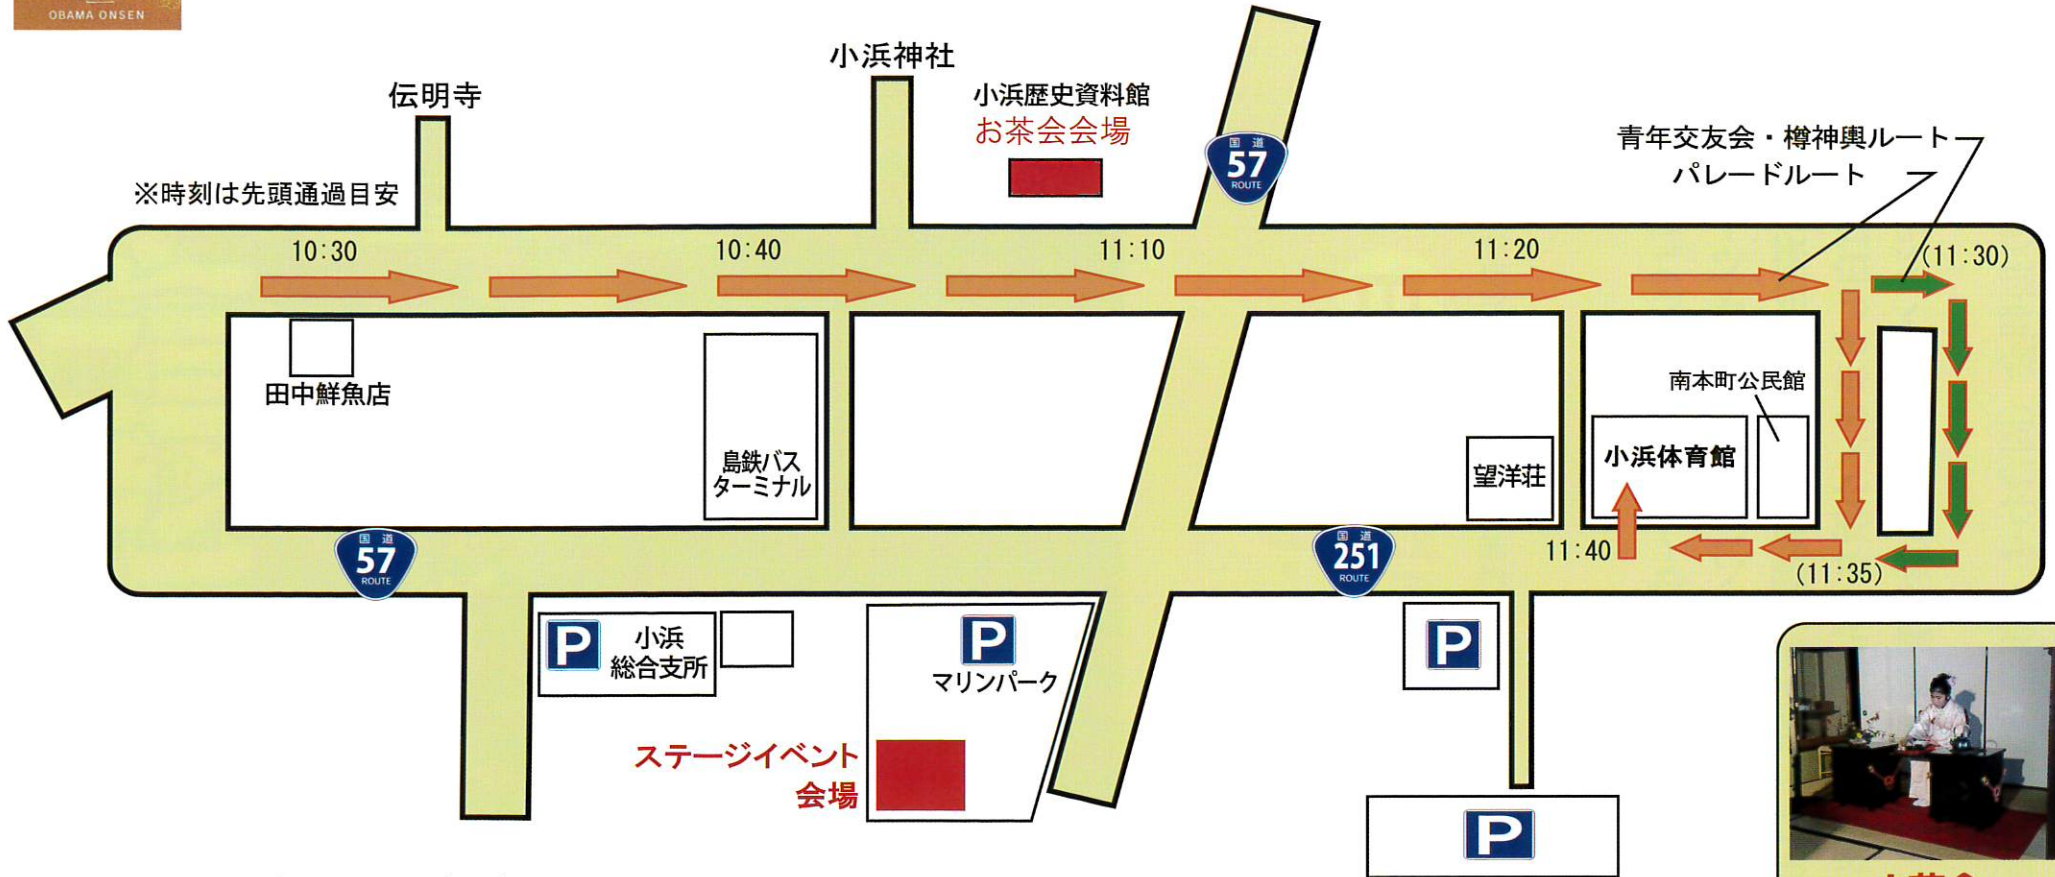 OBAMA ONSEN
小浜神社
伝明寺
小浜歴史資料館
お茶会会場
国道
57
ROUTE
青年交友会・樽神輿ルート
パレードルート
※時刻は先頭通過目安
10:30
10:40
11:10
11:20
(11:30)
田中鮮魚店
島鉄バス
ターミナル
望洋荘
小浜体育館
南本町公民館
国道
57
ROUTE
国道
251
ROUTE
11:40
(11:35)
P
小浜
総合支所
P
マリンパーク
P
ステージイベント
会場
P